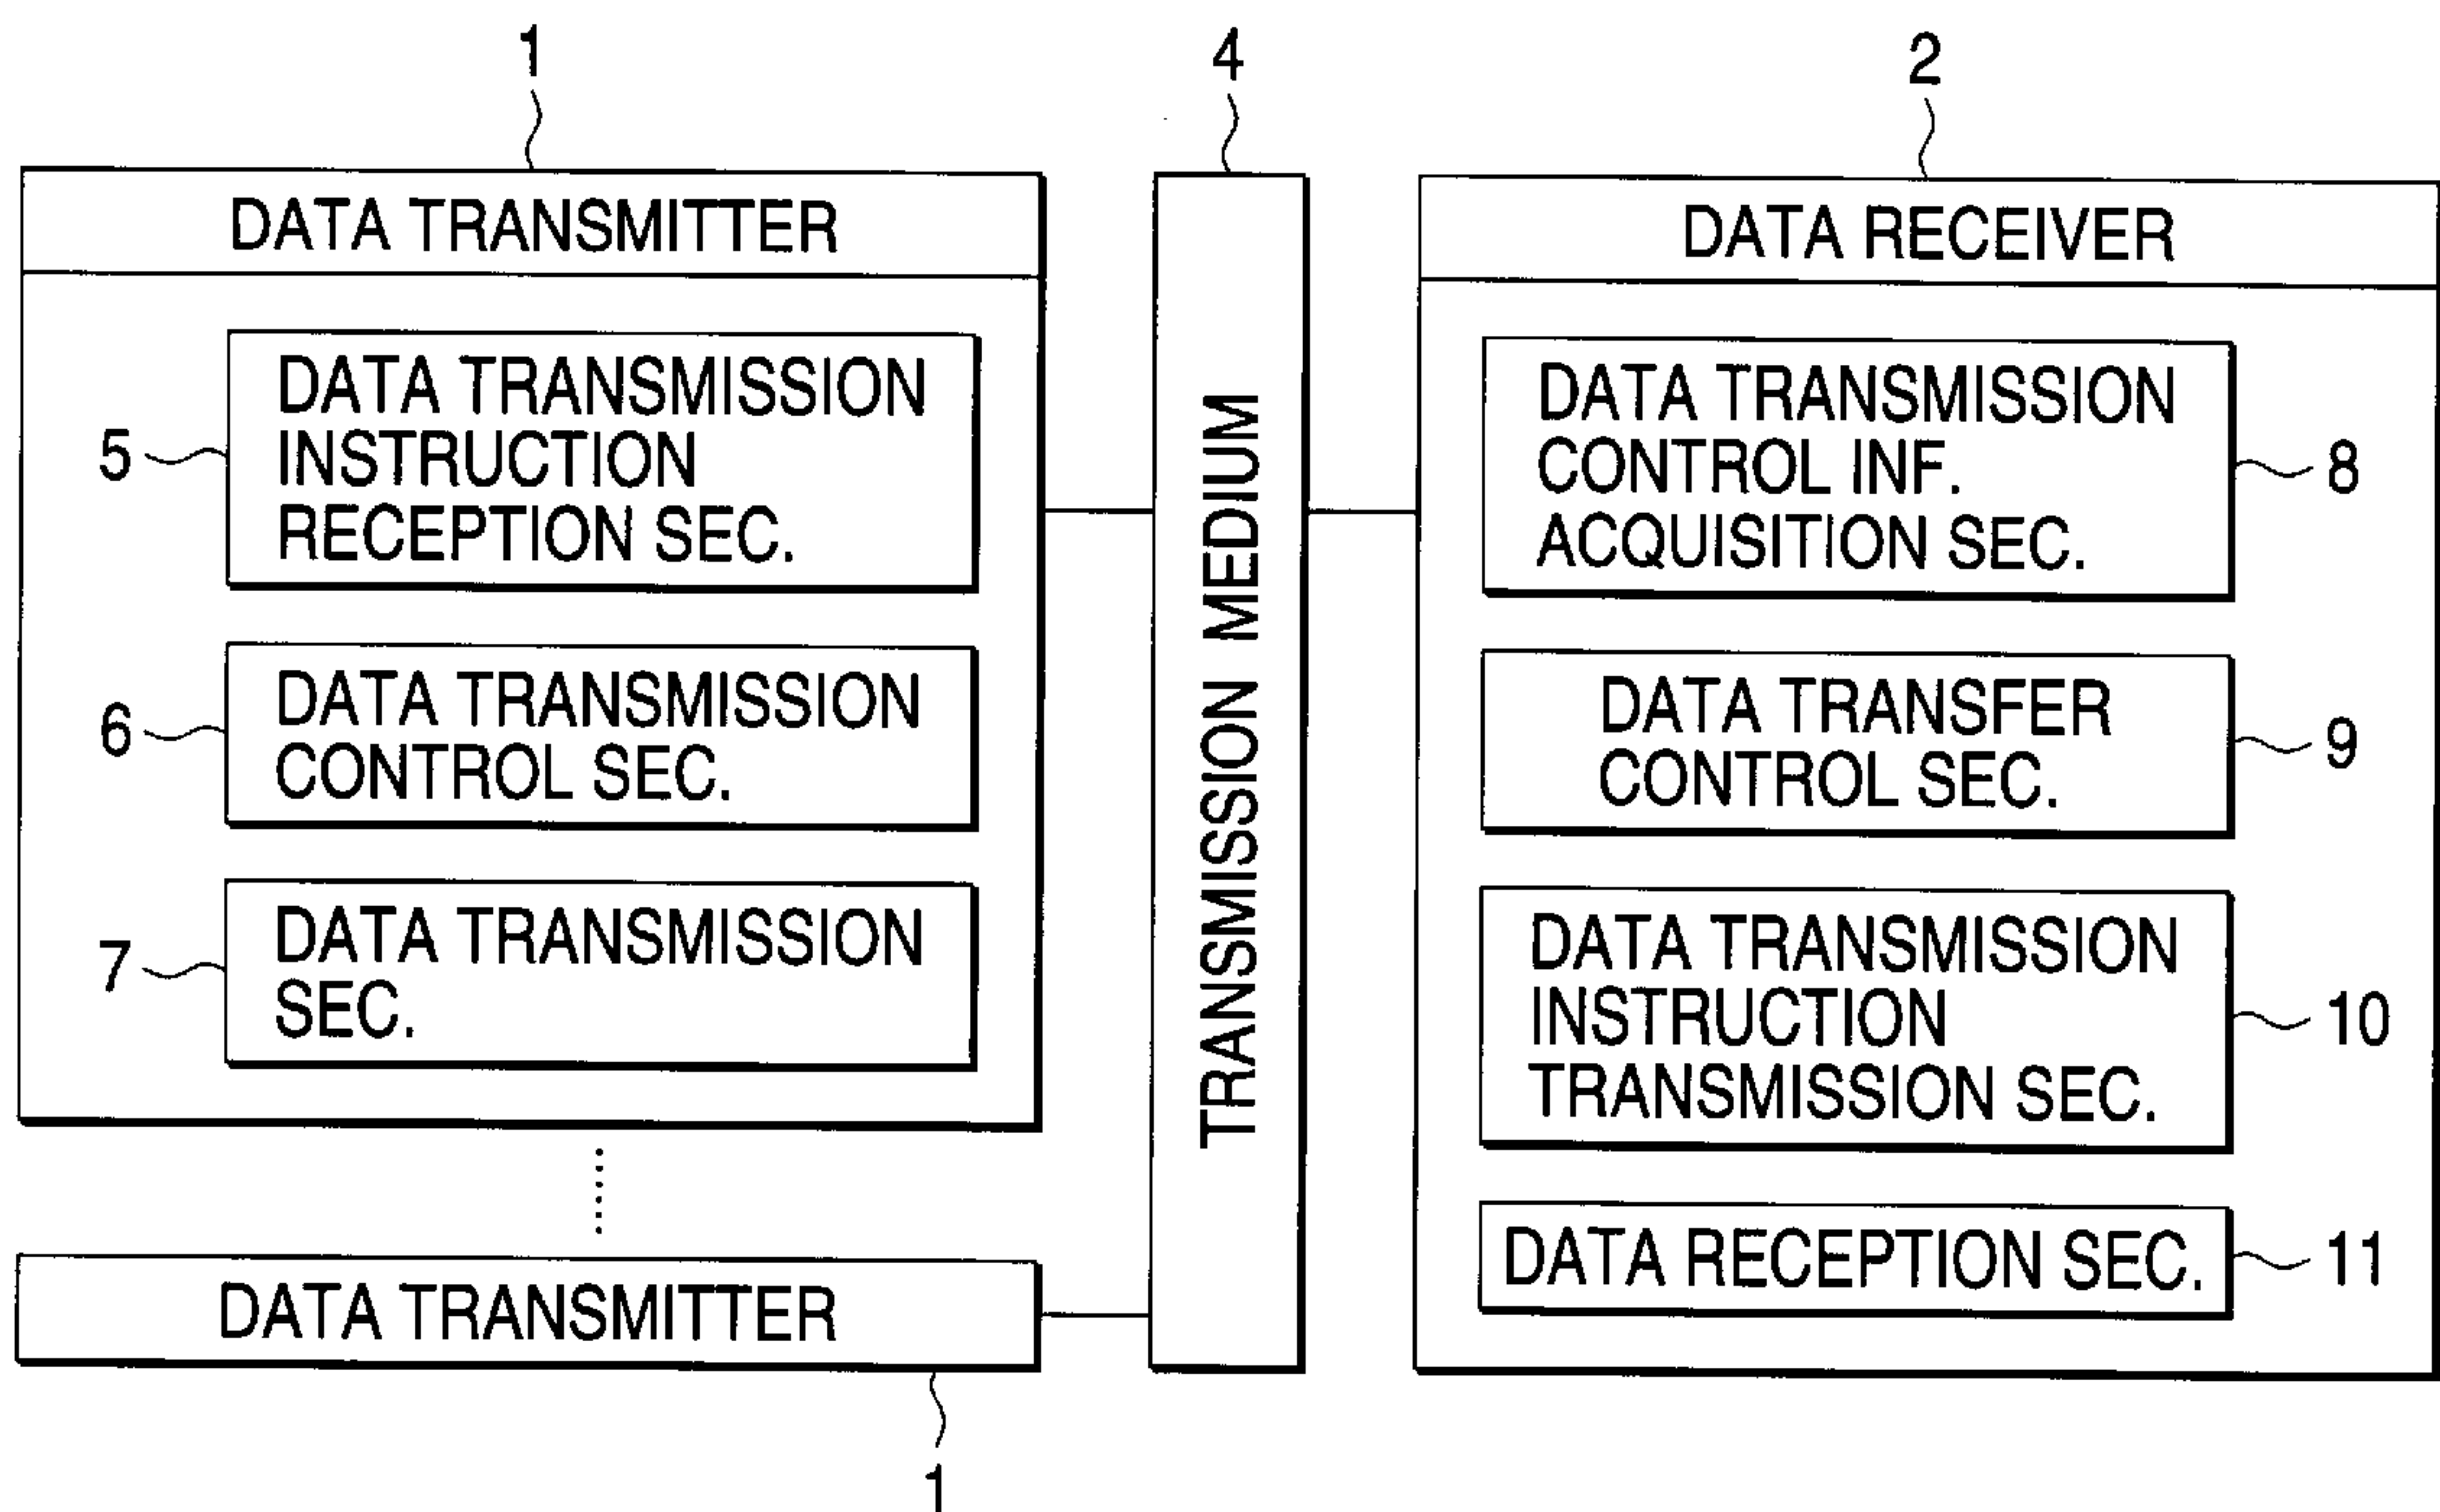 1
4
2
DATA TRANSMITTER
DATA TRANSMISSION
INSTRUCTION
RECEPTION SEC.
5
DATA TRANSMISSION
CONTROL SEC.
6
DATA TRANSMISSION
SEC.
7
DATA TRANSMITTER
1
TRANSMISSION MEDIUM
DATA RECEIVER
DATA TRANSMISSION
CONTROL INF.
ACQUISITION SEC.
8
DATA TRANSFER
CONTROL SEC.
9
DATA TRANSMISSION
INSTRUCTION
TRANSMISSION SEC.
10
DATA RECEPTION SEC.
11